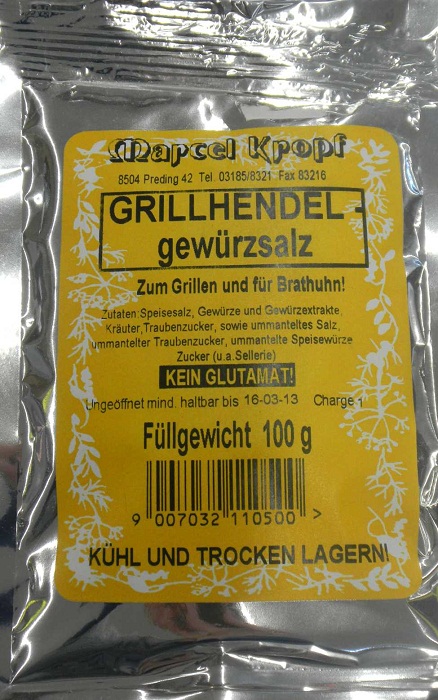 Marcel Kropf
8504 Preding 42 Tel. 03185/8321 Fax 83216
GRILLHENDEL-
gewürzsalz
Zum Grillen und für Brathuhn!
Zutaten:Speisesalz, Gewürze und Gewürzextrakte,
Kräuter,Traubenzucker, sowie ummanteltes Salz,
ummantelter Traubenzucker, ummantelte Speisewürze
Zucker (u.a.Sellerie)
KEIN GLUTAMAT!
Ungeöffnet mind. haltbar bis 16-03-13 Charge 1
Füllgewicht 100 g
9 007032 110500 >
KÜHL UND TROCKEN LAGERN!